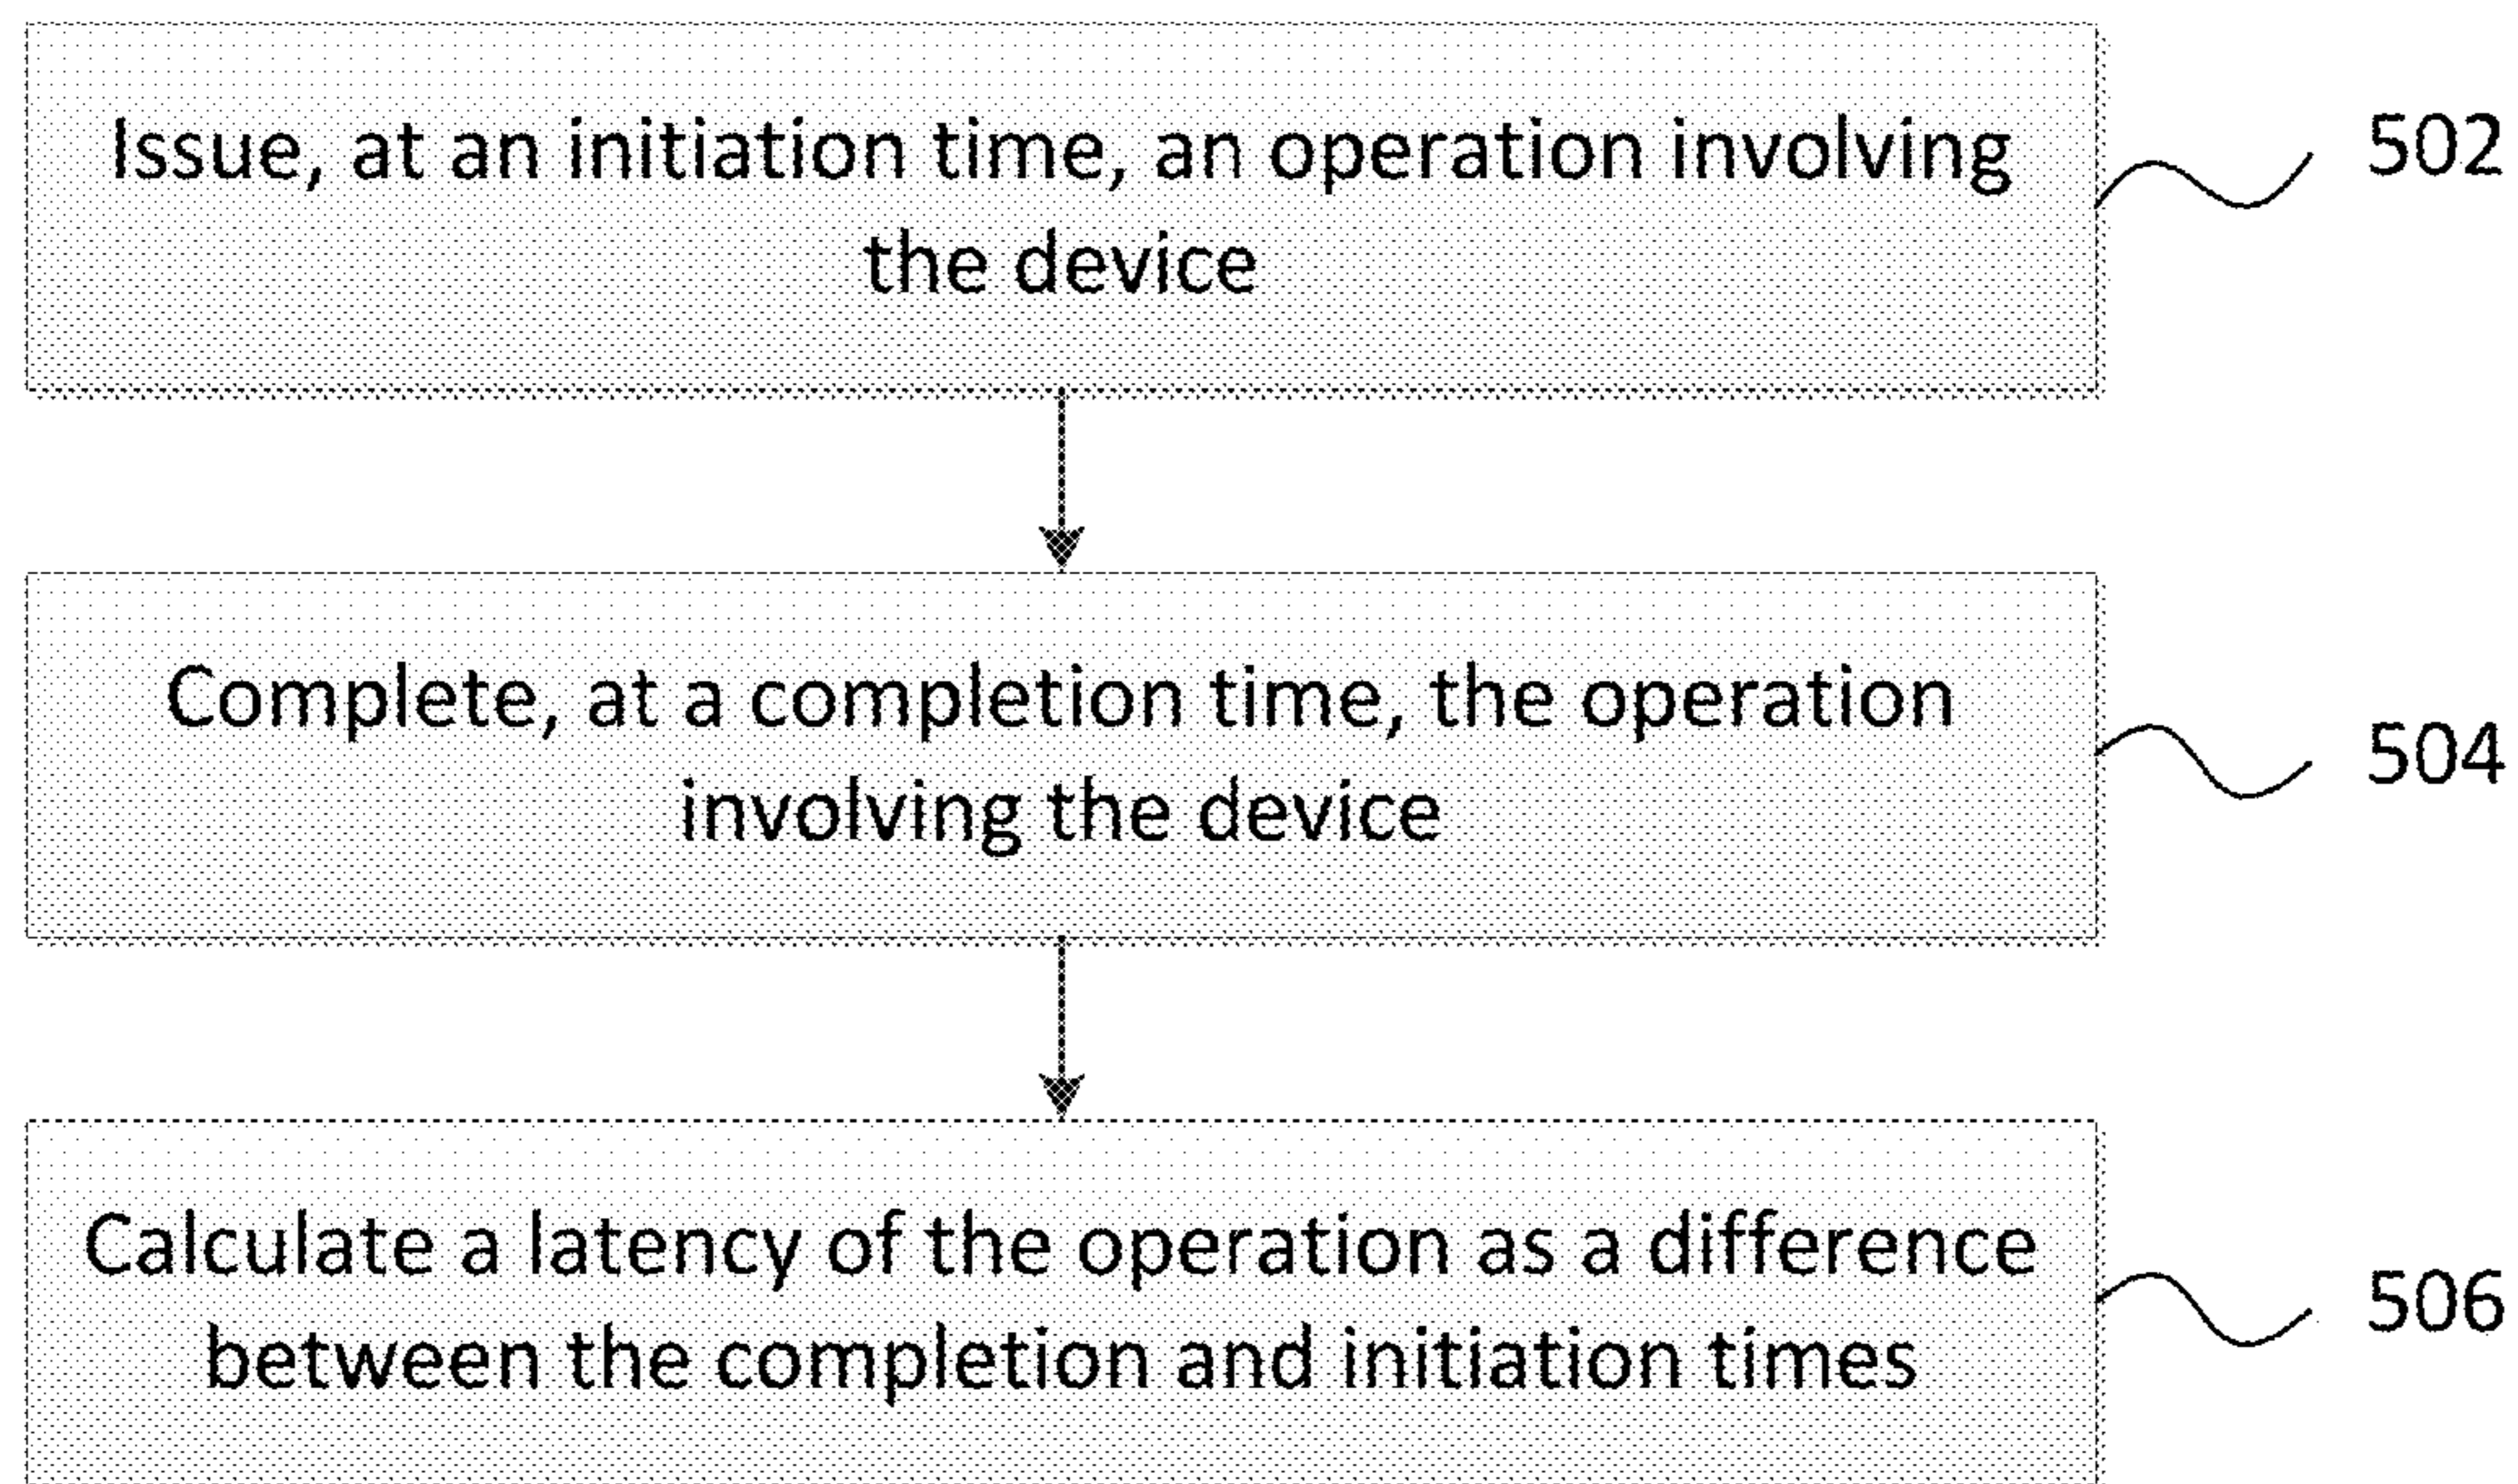 Issue, at an initiation time, an operation involving
the device
502
Complete, at a completion time, the operation
involving the device
504
Calculate a latency of the operation as a difference
between the completion and initiation times
506